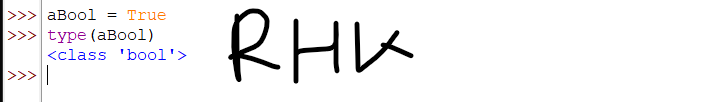 >>> aBool = True
>>> type(aBool)
<class 'bool'>
>>>
RHK